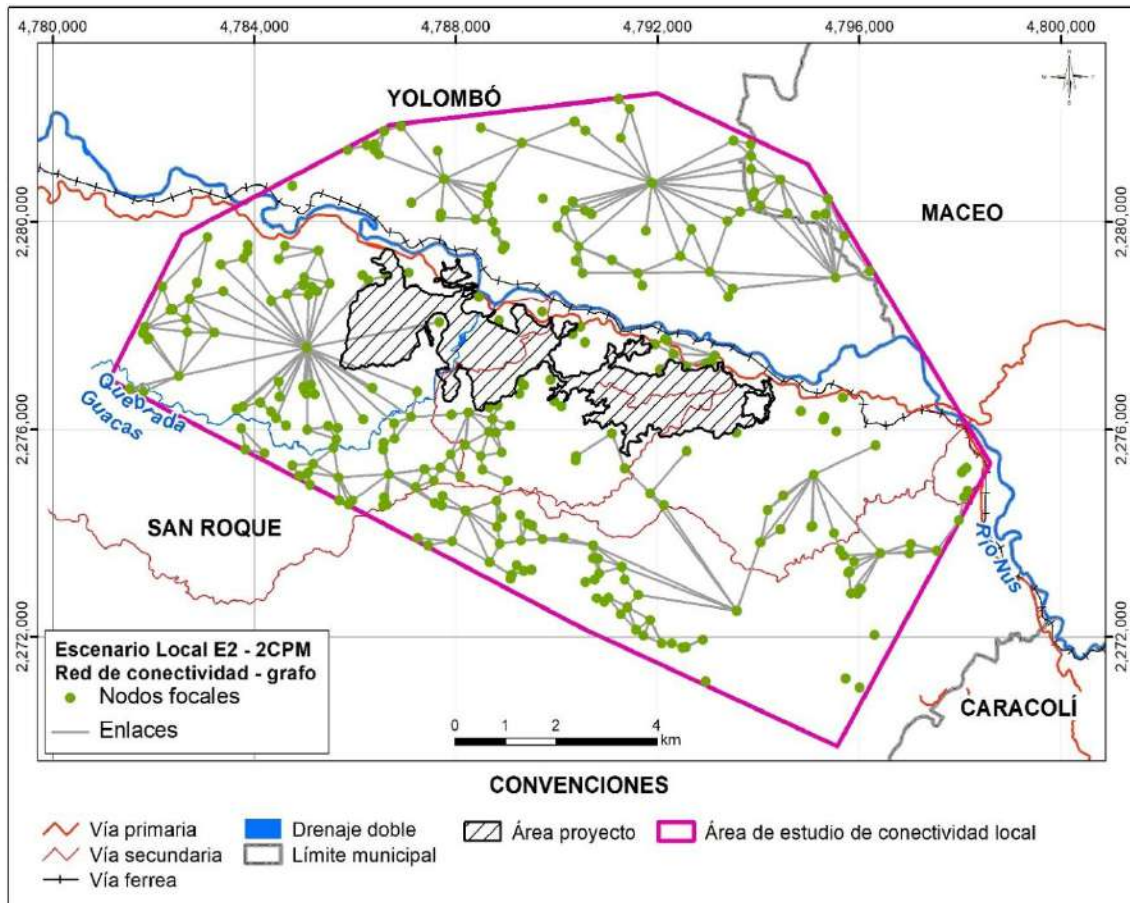 4,780,000
4,784,000
4,788,000
4,792,000
4,796,000
4,800,000
YOLOMBÓ
MACEO
2,280,000
2,280,000
Quebrada
Guacas
2,276,000
2,276,000
SAN ROQUE
Río Nus
2,272,000
2,272,000
CARACOLÍ
Escenario Local E2 - 2CPM
Red de conectividad - grafo
Nodos focales
Enlaces
0 1 2 4
km
CONVENCIONES
Vía primaria
Vía secundaria
Vía ferrea
Drenaje doble
Límite municipal
Área proyecto
Área de estudio de conectividad local